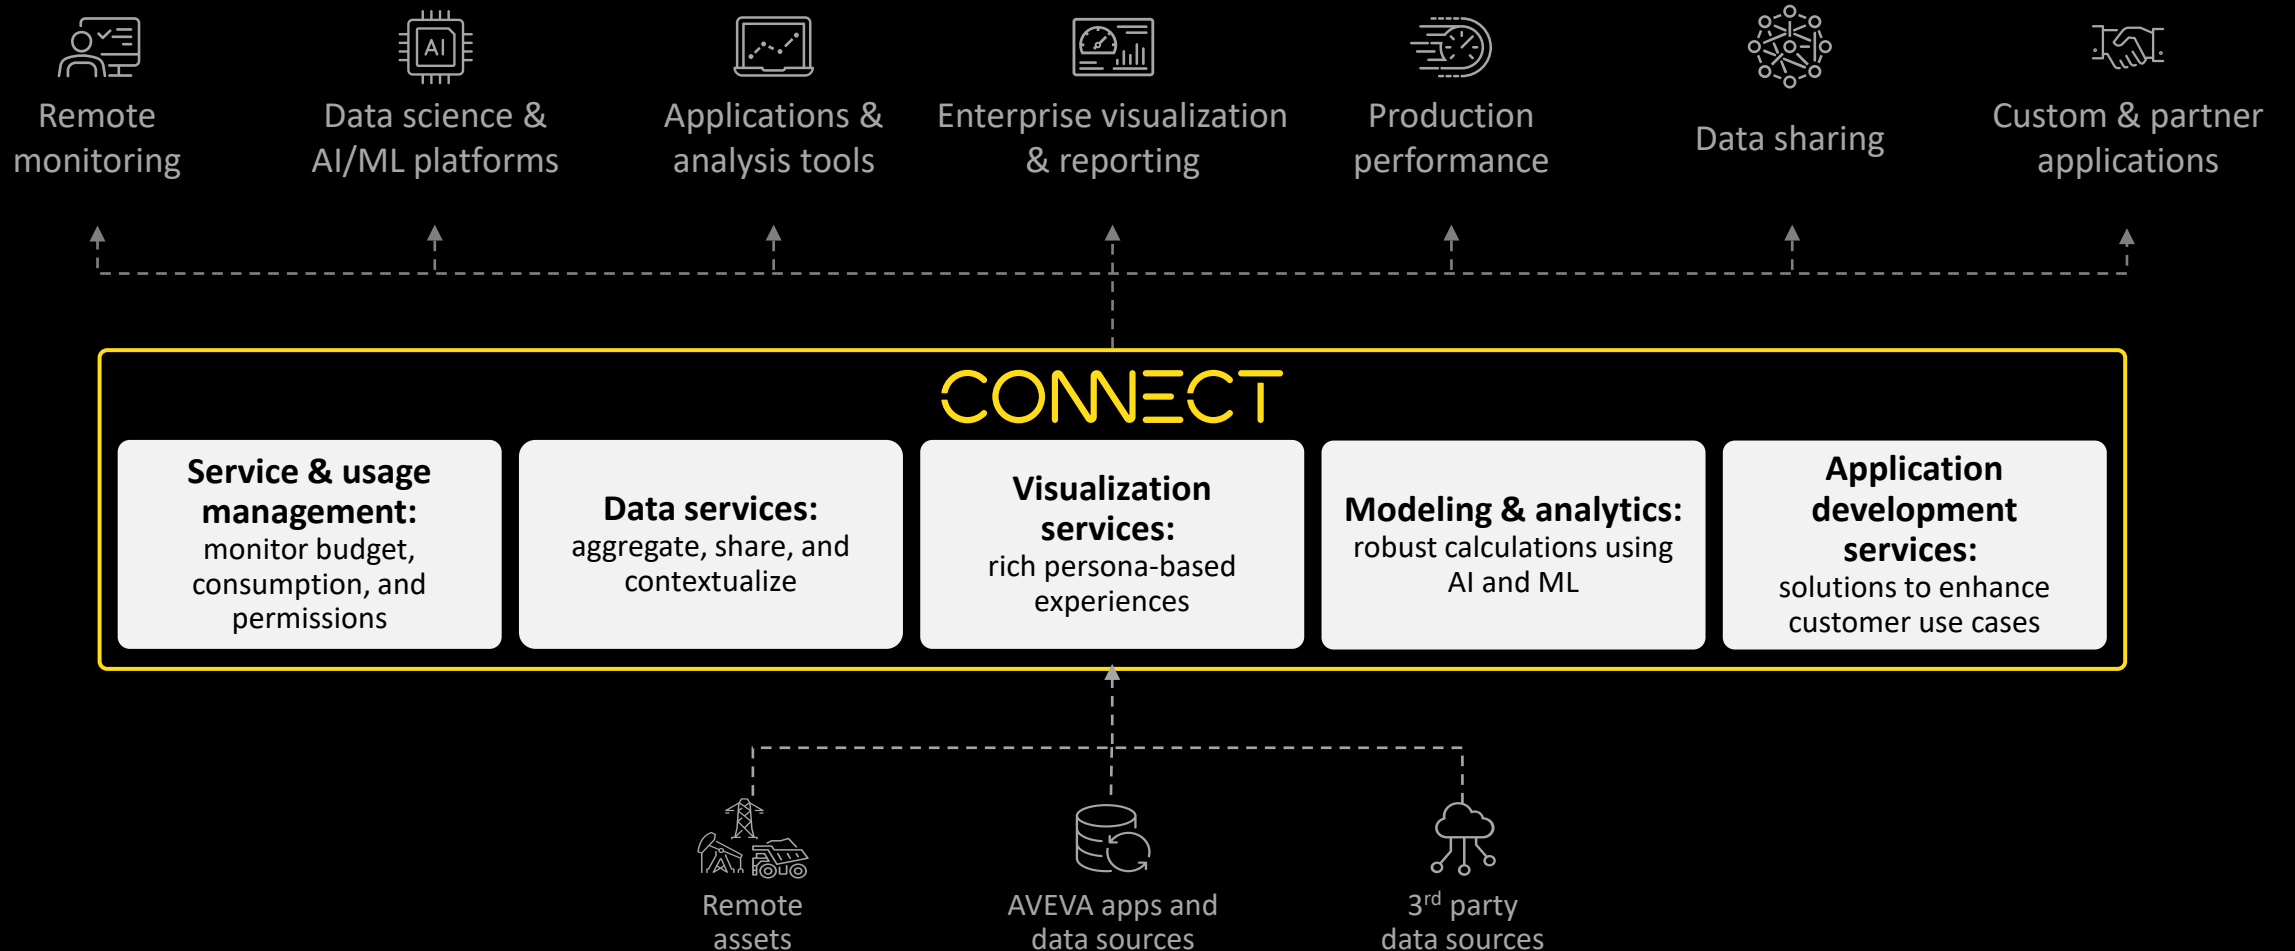 AI
Remote
monitoring
Data science &
AI/ML platforms
Applications &
analysis tools
Enterprise visualization
& reporting
Production
performance
Data sharing
Custom & partner
applications
CONNECT
Service & usage
management:
monitor budget,
consumption, and
permissions
Data services:
aggregate, share, and
contextualize
Visualization
services:
rich persona-based
experiences
Modeling & analytics:
robust calculations using
AI and ML
Application
development
services:
solutions to enhance
customer use cases
Remote
assets
AVEVA apps and
data sources
3rd party
data sources